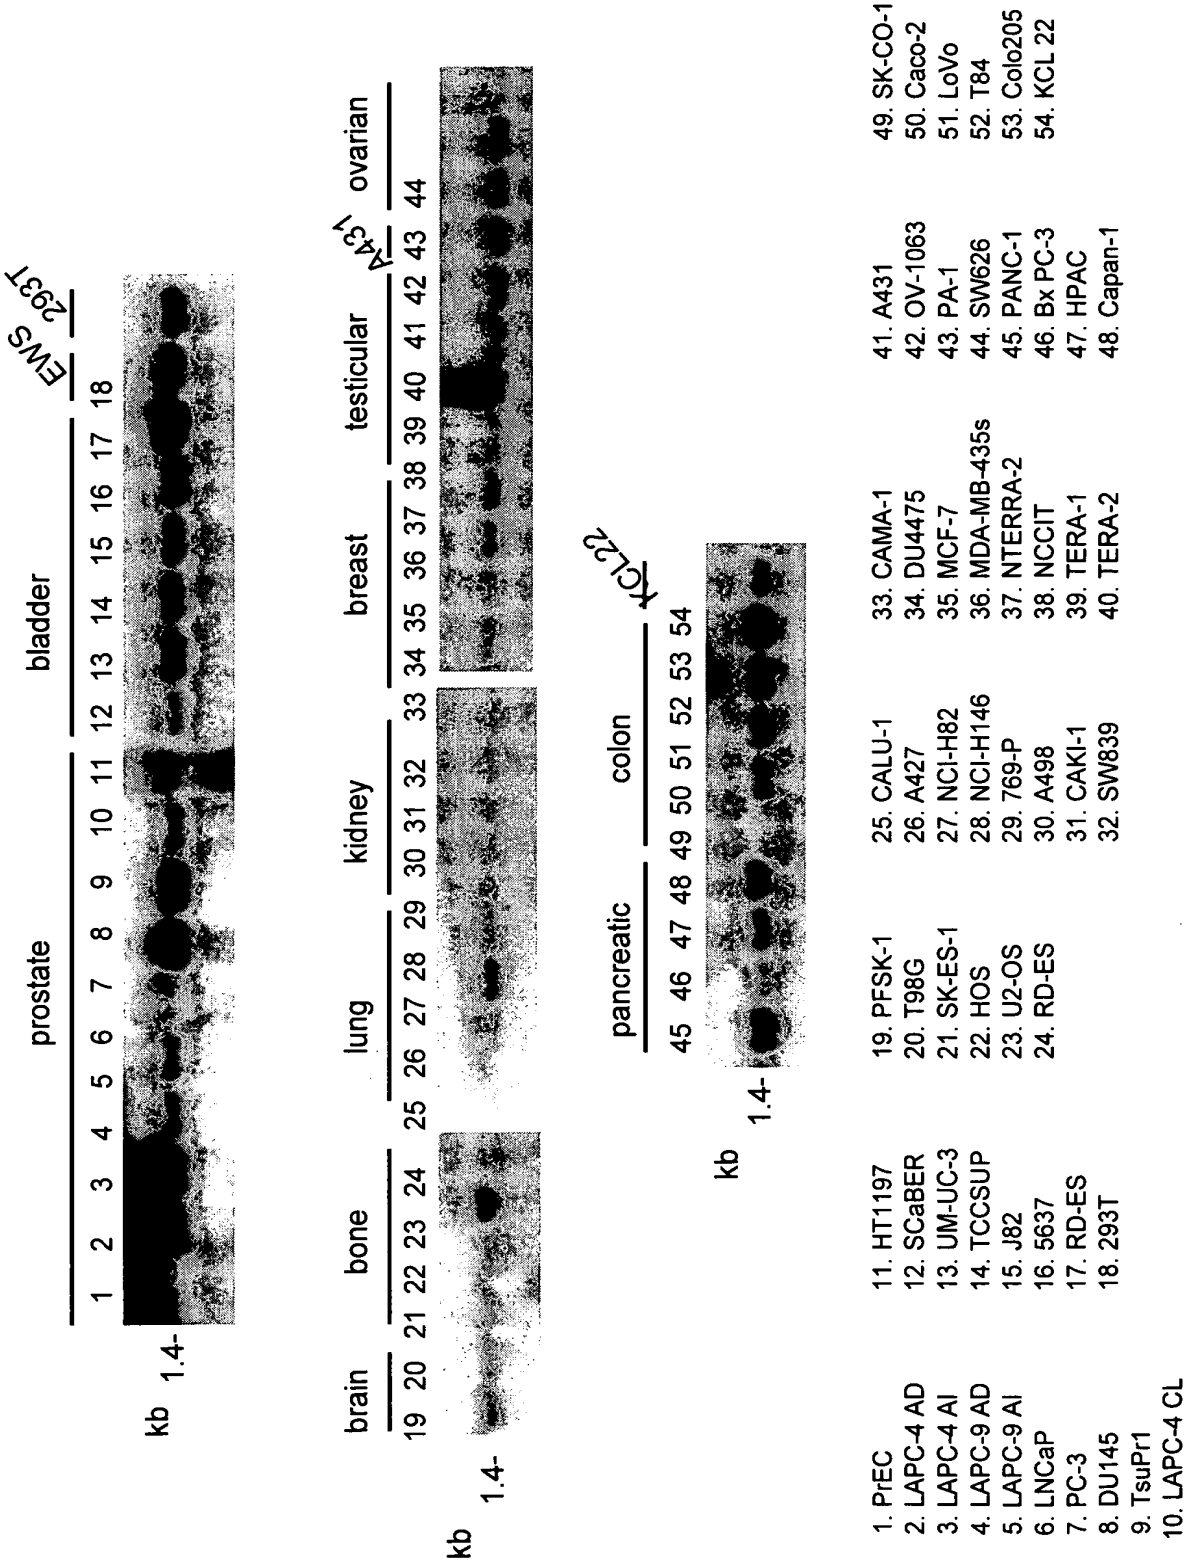 prostate bladder EWS 293T
1 2 3 4 5 6 7 8 9 10 11 12 13 14 15 16 17 18
kb
1.4-
brain bone lung kidney breast testicular A431 ovarian
19 20 21 22 23 24 25 26 27 28 29 30 31 32 33 34 35 36 37 38 39 40 41 42 43 44
kb
1.4-
pancreatic colon KCL22
45 46 47 48 49 50 51 52 53 54
kb
1.4-
1. PrEC
2. LAPC-4 AD
3. LAPC-4 AI
4. LAPC-9 AD
5. LAPC-9 AI
6. LNCaP
7. PC-3
8. DU145
9. TsuPr1
10. LAPC-4 CL
11. HT1197
12. SCaBER
13. UM-UC-3
14. TCCSUP
15. J82
16. 5637
17. RD-ES
18. 293T
19. PFSK-1
20. T98G
21. SK-ES-1
22. HOS
23. U2-OS
24. RD-ES
25. CALU-1
26. A427
27. NCI-H82
28. NCI-H146
29. 769-P
30. A498
31. CAKI-1
32. SW839
33. CAMA-1
34. DU4475
35. MCF-7
36. MDA-MB-435s
37. NTERRA-2
38. NCCIT
39. TERA-1
40. TERA-2
41. A431
42. OV-1063
43. PA-1
44. SW626
45. PANC-1
46. Bx PC-3
47. HPAC
48. Capan-1
49. SK-CO-1
50. Caco-2
51. LoVo
52. T84
53. Colo205
54. KCL 22